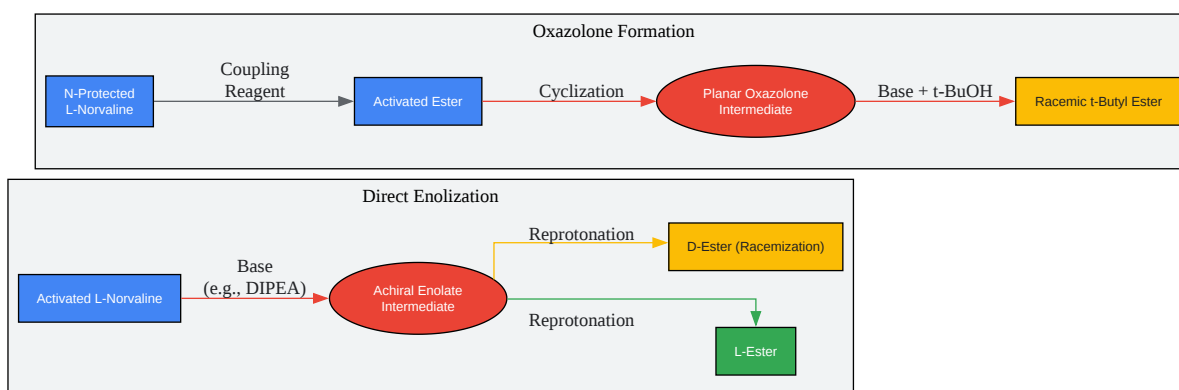 Oxazolone Formation
N-Protected
L-Norvaline
Coupling
Reagent
Activated Ester
Cyclization
Planar Oxazolone
Intermediate
Base + t-BuOH
Racemic t-Butyl Ester
Direct Enolization
Activated L-Norvaline
Base
(e.g., DIPEA)
Achiral Enolate
Intermediate
Reprotonation
D-Ester (Racemization)
Reprotonation
L-Ester